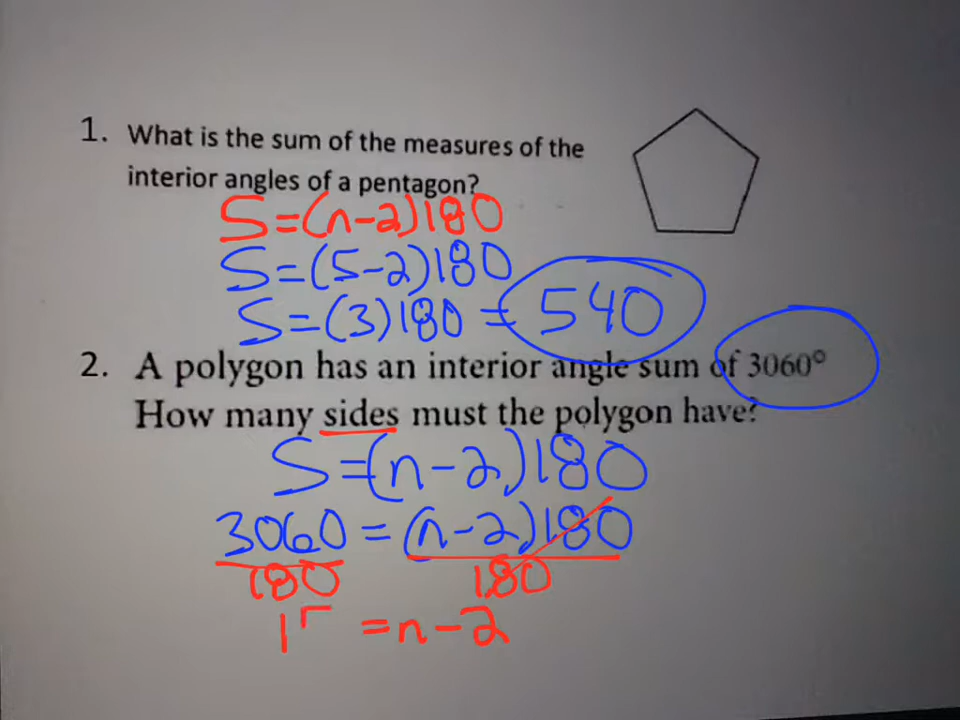 1. What is the sum of the measures of the
interior angles of a pentagon?
S=(n-2)180
S=(5-2)180
S=(3)180 = 540
2. A polygon has an interior angle sum of 3060°
How many sides must the polygon have?
S=(n-2)180
3060 = (n-2)180
180 180
=n-2